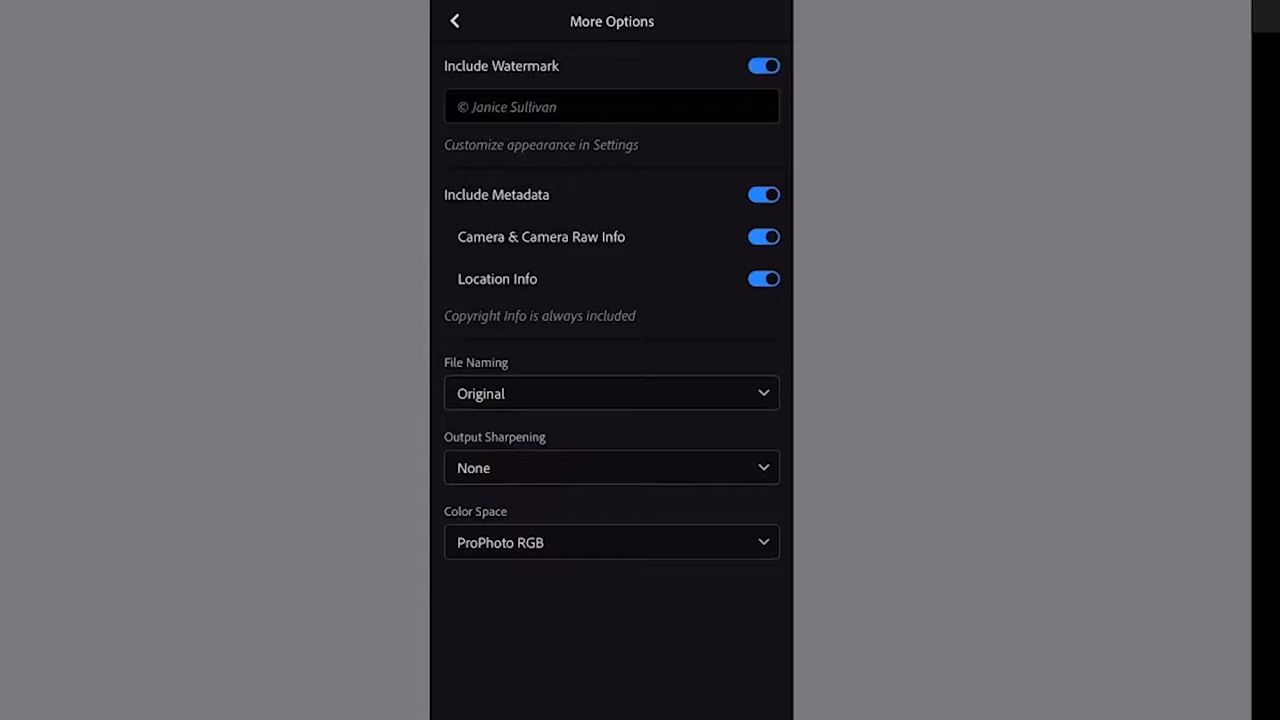 More Options
Include Watermark
© Janice Sullivan
Customize appearance in Settings
Include Metadata
Camera & Camera Raw Info
Location Info
Copyright Info is always included
File Naming
Original
Output Sharpening
None
Color Space
ProPhoto RGB